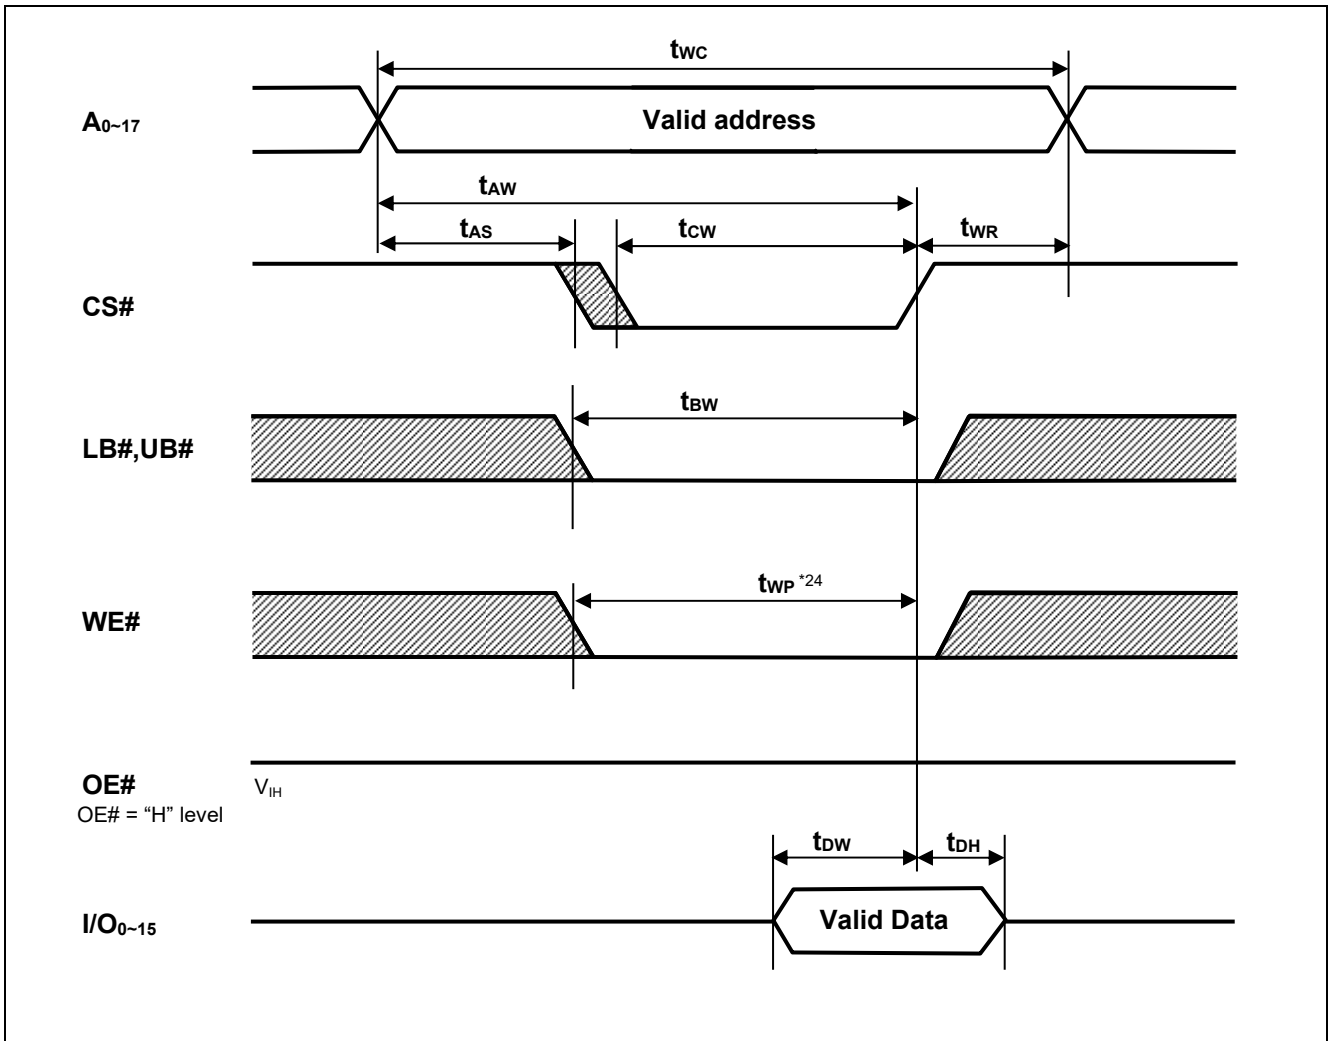 tWC
A0~17
Valid address
tAW
tAS
tCW
tWR
CS#
tBW
LB#,UB#
tWP *24
WE#
OE#
VIH
OE# = “H” level
tDW
tDH
I/O0~15
Valid Data